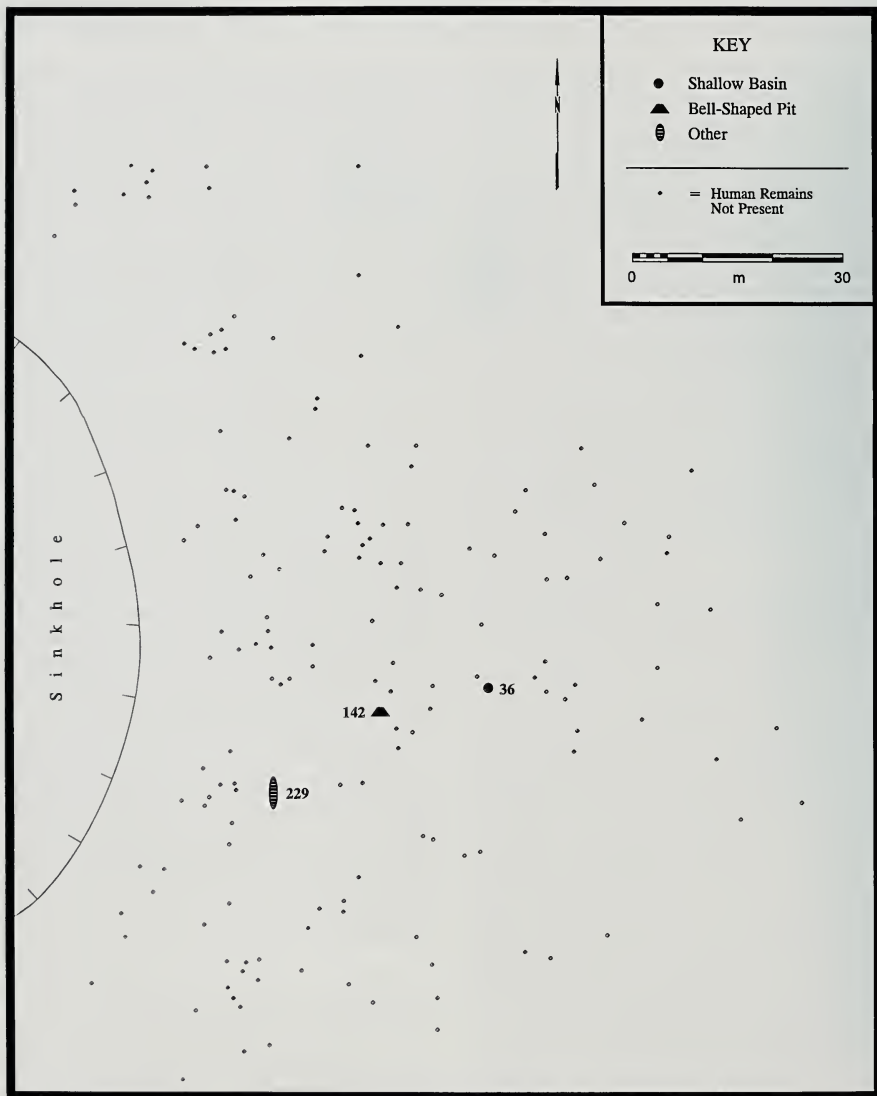 KEY
Shallow Basin
Bell-Shaped Pit
Other
= Human Remains
Not Present
0 m 30
N
Sinkhole
36
142
229